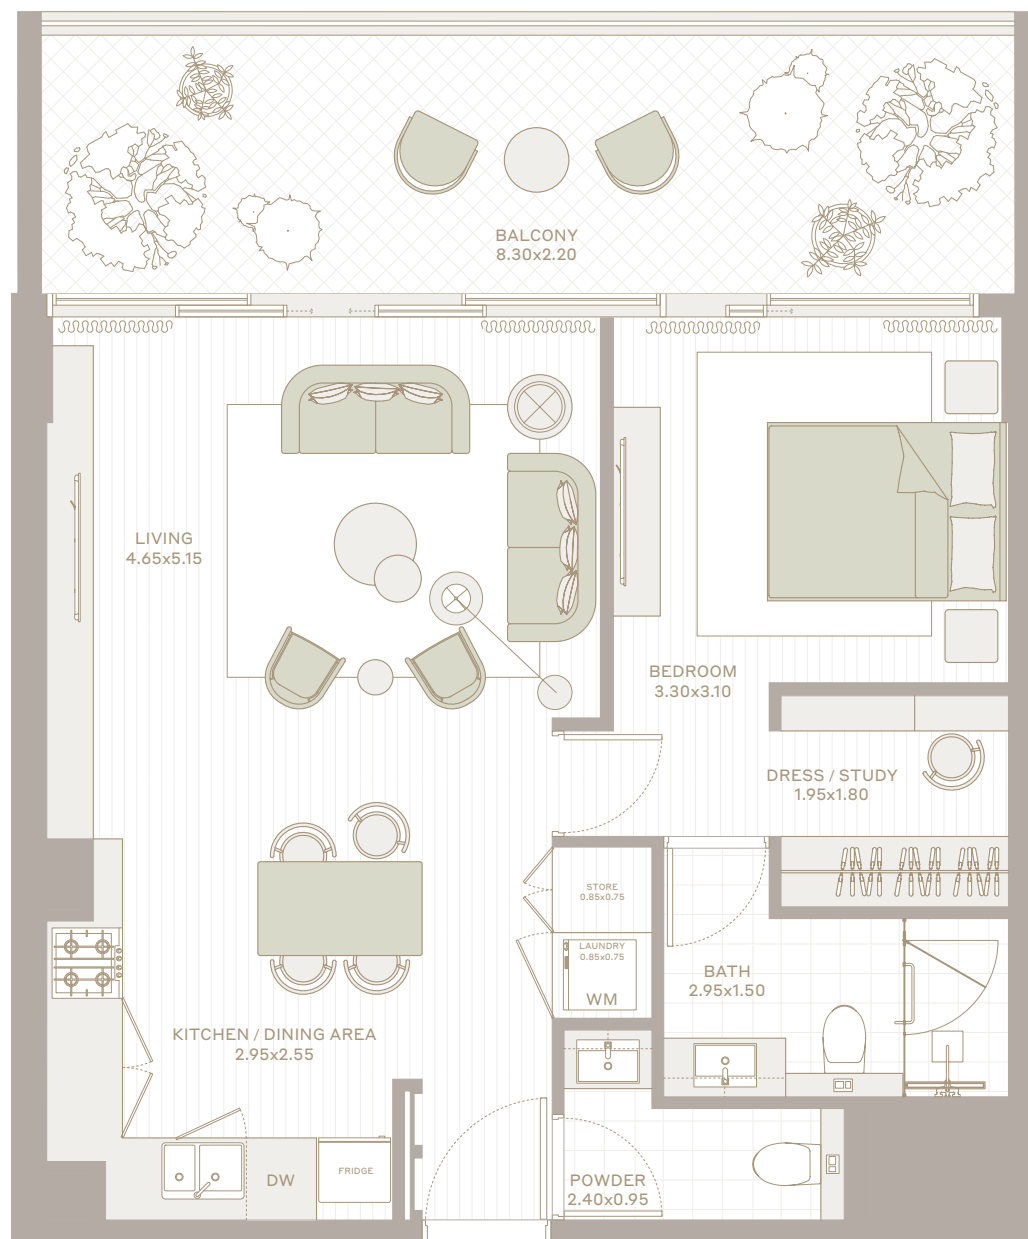 BALCONY
8.30x2.20
LIVING
4.65x5.15
BEDROOM
3.30x3.10
DRESS / STUDY
1.95x1.80
STORE
0.85x0.75
LAUNDRY
0.85x0.75
WM
BATH
2.95x1.50
KITCHEN / DINING AREA
2.95x2.55
FRIDGE
DW
POWDER
2.40x0.95